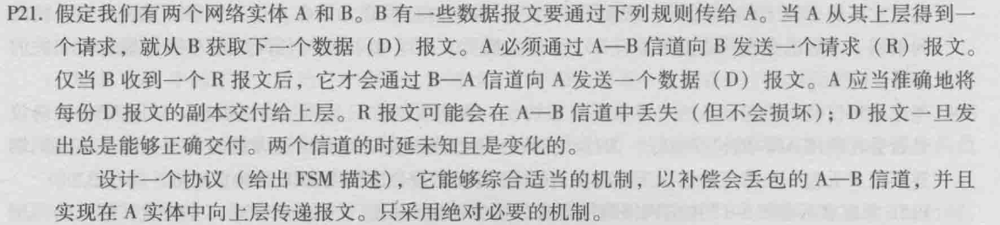 P21. 假定我们有两个网络实体 A 和 B。B 有一些数据报文要通过下列规则传给 A。当 A 从其上层得到一
个请求，就从 B 获取下一个数据（D）报文。A 必须通过 A—B 信道向 B 发送一个请求（R）报文。
仅当 B 收到一个 R 报文后，它才会通过 B—A 信道向 A 发送一个数据（D）报文。A 应当准确地将
每份 D 报文的副本交付给上层。R 报文可能会在 A—B 信道中丢失（但不会损坏）；D 报文一旦发
出总是能够正确交付。两个信道的时延未知且是变化的。
设计一个协议（给出 FSM 描述），它能够综合适当的机制，以补偿会丢包的 A—B 信道，并且
实现在 A 实体中向上层传递报文。只采用绝对必要的机制。